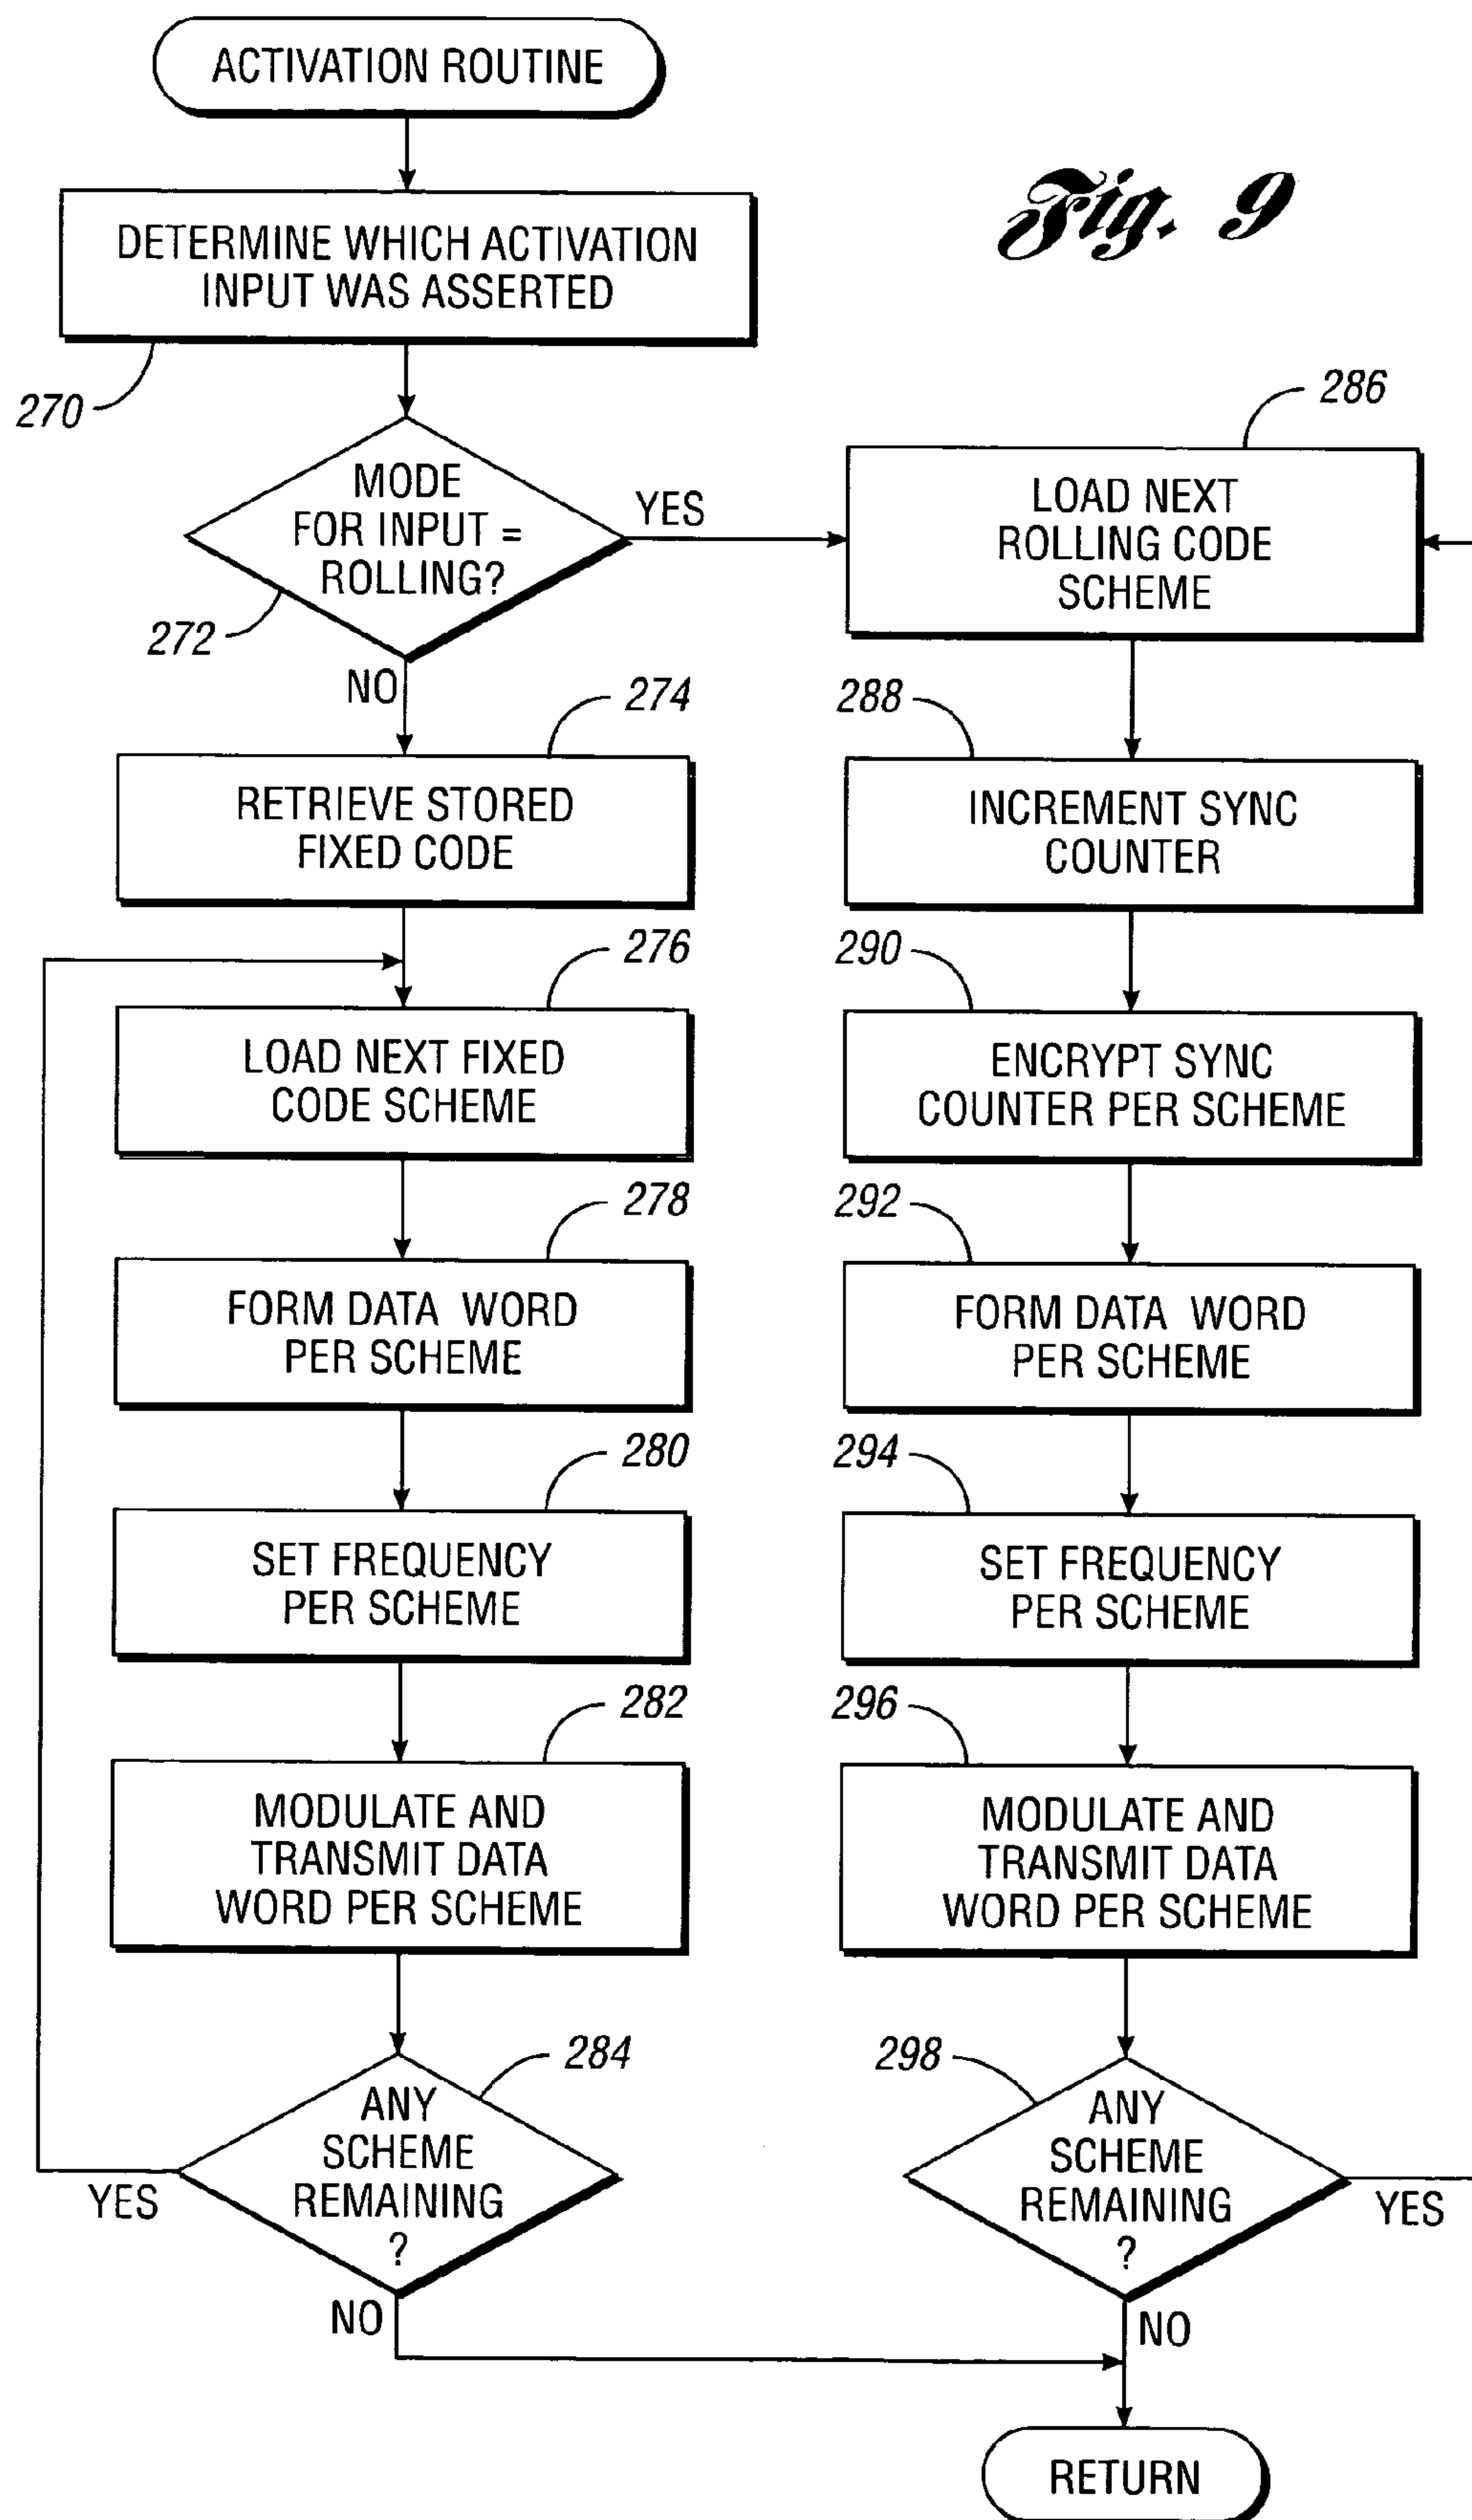 ACTIVATION ROUTINE
Fig. 9
DETERMINE WHICH ACTIVATION
INPUT WAS ASSERTED
270
MODE
FOR INPUT =
ROLLING?
YES
272
NO
286
LOAD NEXT
ROLLING CODE
SCHEME
274
RETRIEVE STORED
FIXED CODE
288
INCREMENT SYNC
COUNTER
276
LOAD NEXT FIXED
CODE SCHEME
290
ENCRYPT SYNC
COUNTER PER SCHEME
278
FORM DATA WORD
PER SCHEME
292
FORM DATA WORD
PER SCHEME
280
SET FREQUENCY
PER SCHEME
294
SET FREQUENCY
PER SCHEME
282
MODULATE AND
TRANSMIT DATA
WORD PER SCHEME
296
MODULATE AND
TRANSMIT DATA
WORD PER SCHEME
284
ANY
SCHEME
REMAINING
?
YES
NO
298
ANY
SCHEME
REMAINING
?
YES
NO
RETURN